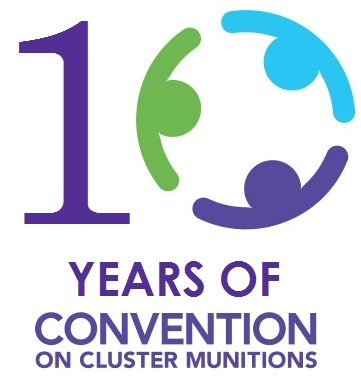 10
YEARS OF
CONVENTION
ON CLUSTER MUNITIONS